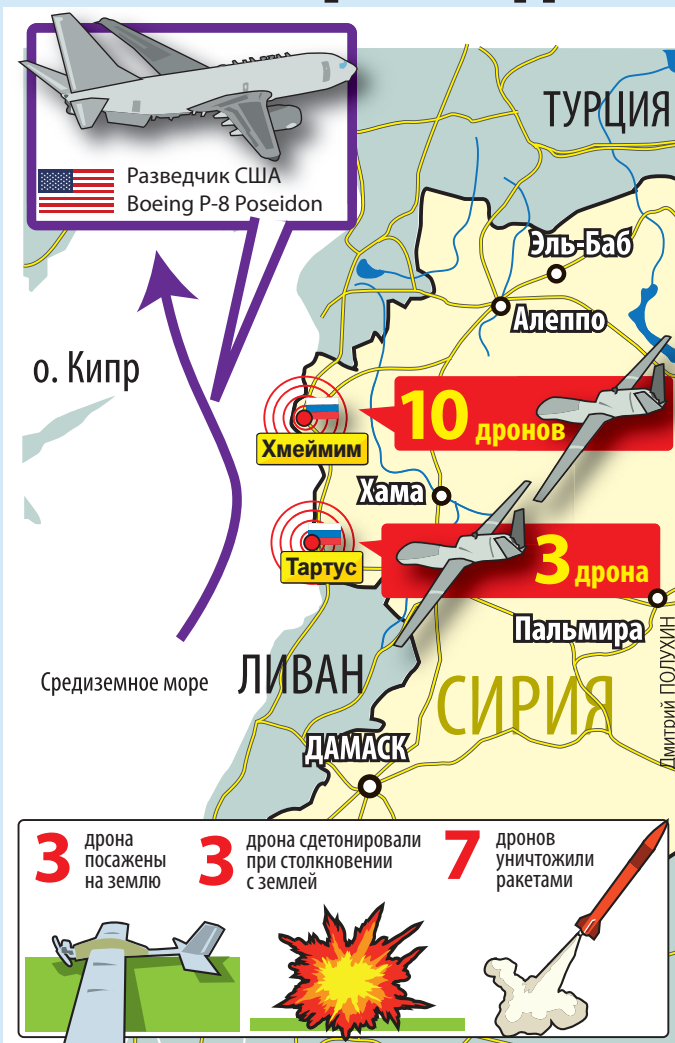 Разведчик США
Boeing P-8 Poseidon
ТУРЦИЯ
Эль-Баб
Алеппо
о. Кипр
10 дронов
Хмеймим
Хама
3 дрона
Тартус
Пальмира
Средиземное море
ЛИВАН
СИРИЯ
Дмитрий ПОЛУХИН
ДАМАСК
3 дрона
посажены
на землю
3 дрона сдетонировали
при столкновении
с землей
7 дронов
уничтожили
ракетами